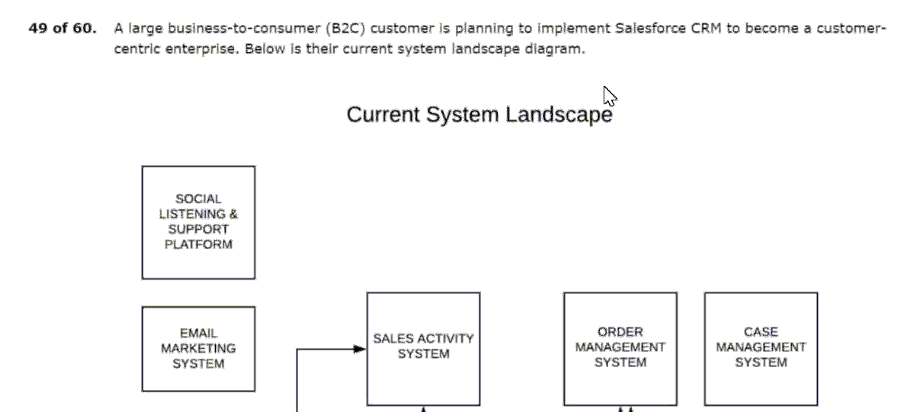 49 of 60. A large business-to-consumer (B2C) customer is planning to implement Salesforce CRM to become a customer-
centric enterprise. Below is their current system landscape diagram.
Current System Landscape
SOCIAL
LISTENING &
SUPPORT
PLATFORM
EMAIL
MARKETING
SYSTEM
SALES ACTIVITY
SYSTEM
ORDER
MANAGEMENT
SYSTEM
CASE
MANAGEMENT
SYSTEM